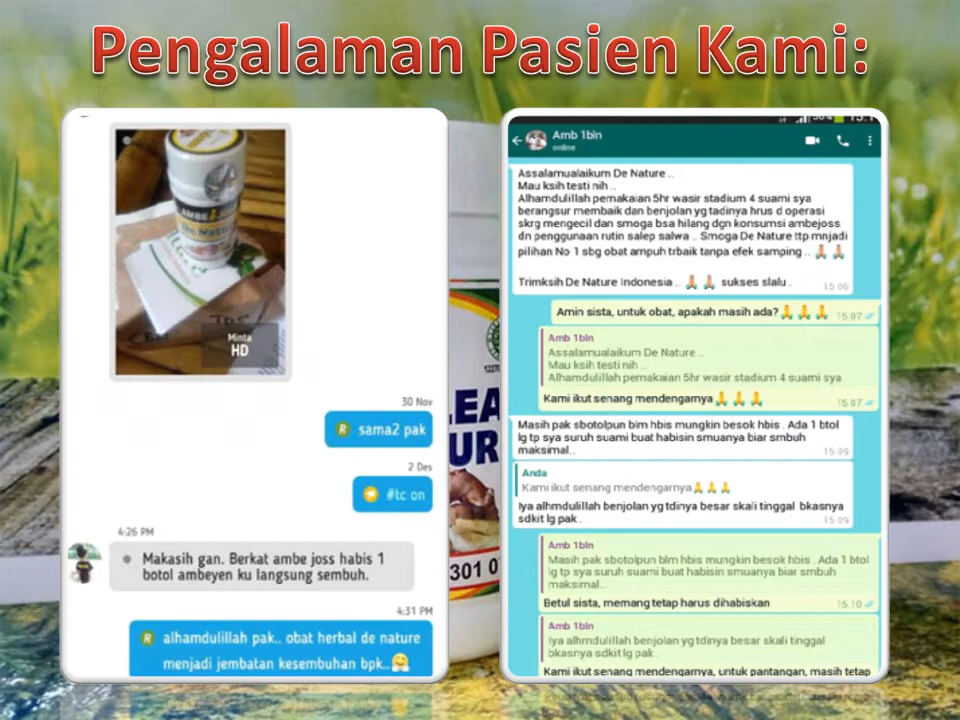 Pengalaman Pasien Kami:
AMBE
De Nature
Minta
HD
30 Nov
R sama2 pak
2 Des
#tc on
4:26 PM
Makasih gan. Berkat ambe joss habis 1
botol ambeyen ku langsung sembuh.
4:31 PM
R alhamdulillah pak.. obat herbal de nature
menjadi jembatan kesembuhan bpk..🤗
LEA
UR
301 0
Amb 1bln
online
Assalamualaikum De Nature ..
Mau ksih testi nih ..
Alhamdulillah pemakaian 5hr wasir stadium 4 suami sya
berangsur membaik dan benjolan yg tadinya hrus d operasi
skrg mengecil dan smoga bsa hilang dgn konsumsi ambejoss
dn penggunaan rutin salep salwa .. Smoga De Nature ttp mnjadi
pilihan No 1 sbg obat ampuh trbaik tanpa efek samping .. 🙏 🙏
Trimksih De Nature Indonesia .. 🙏 🙏 sukses slalu .
15.06
Amin sista, untuk obat, apakah masih ada?🙏 🙏 🙏
15.07
Amb 1bln
Assalamualaikum De Nature ..
Mau ksih testi nih ..
Alhamdulillah pemakaian 5hr wasir stadium 4 suami sya
Kami ikut senang mendengarnya🙏 🙏 🙏
15.07
Masih pak sbotolpun blm hbis mungkin besok hbis . Ada 1 btol
lg tp sya suruh suami buat habisin smuanya biar smbuh
maksimal..
15.09
Anda
Kami ikut senang mendengarnya🙏 🙏 🙏
Iya alhmdulillah benjolan yg tdinya besar skali tinggal bkasnya
sdkit lg pak .
15.09
Amb 1bln
Masih pak sbotolpun blm hbis mungkin besok hbis . Ada 1 btol
lg tp sya suruh suami buat habisin smuanya biar smbuh
maksimal..
Betul sista, memang tetap harus dihabiskan
15.10
Amb 1bln
Iya alhmdulillah benjolan yg tdinya besar skali tinggal
bkasnya sdkit lg pak .
Kami ikut senang mendengarnya, untuk pantangan, masih tetap